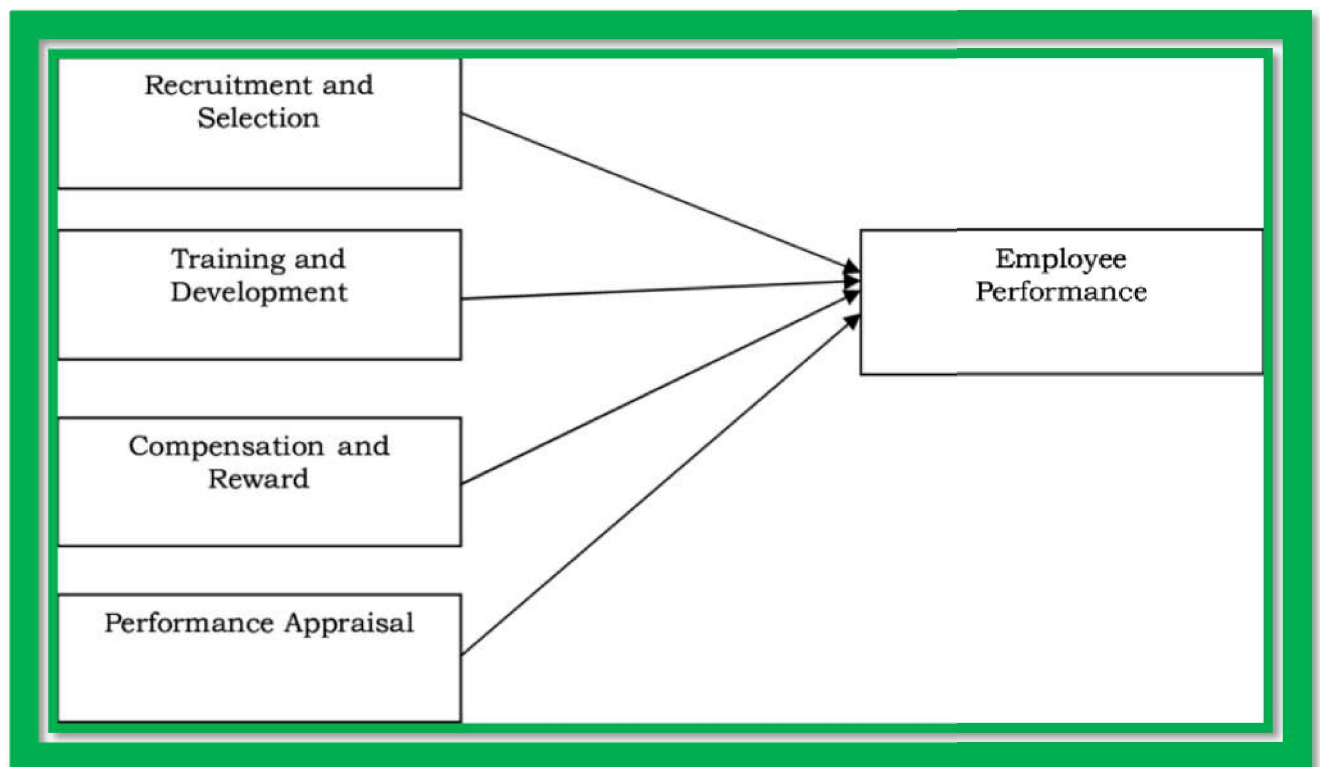 Recruitment and
Selection
Training and
Development
Employee
Performance
Compensation and
Reward
Performance Appraisal